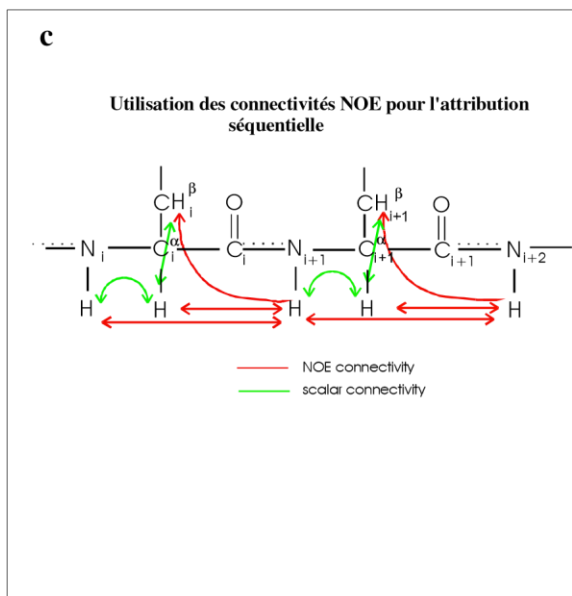 c
Utilisation des connectivités NOE pour l'attribution
séquentielle
CH β i O CH β i+1 O
N i C α i C i N i+1 C α i+1 C i+1 N i+2
H H H H H
NOE connectivity
scalar connectivity